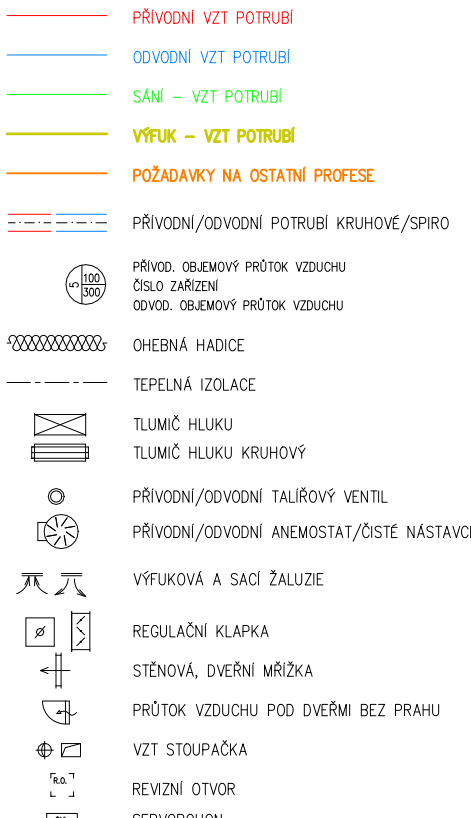 PŘÍVODNÍ VZT POTRUBÍ
ODVODNÍ VZT POTRUBÍ
SÁNÍ – VZT POTRUBÍ
VÝFUK – VZT POTRUBÍ
POŽADAVKY NA OSTATNÍ PROFESE
PŘÍVODNÍ/ODVODNÍ POTRUBÍ KRUHOVÉ/SPIRO
5 100 300
PŘÍVOD. OBJEMOVÝ PRŮTOK VZDUCHU
ČÍSLO ZAŘÍZENÍ
ODVOD. OBJEMOVÝ PRŮTOK VZDUCHU
OHEBNÁ HADICE
TEPELNÁ IZOLACE
TLUMIČ HLUKU
TLUMIČ HLUKU KRUHOVÝ
PŘÍVODNÍ/ODVODNÍ TALÍŘOVÝ VENTIL
PŘÍVODNÍ/ODVODNÍ ANEMOSTAT/ČISTÉ NÁSTAVC
VÝFUKOVÁ A SACÍ ŽALUZIE
REGULAČNÍ KLAPKA
STĚNOVÁ, DVEŘNÍ MŘÍŽKA
PRŮTOK VZDUCHU POD DVEŘMI BEZ PRAHU
VZT STOUPAČKA
R.O. REVIZNÍ OTVOR
SERVOPOHON